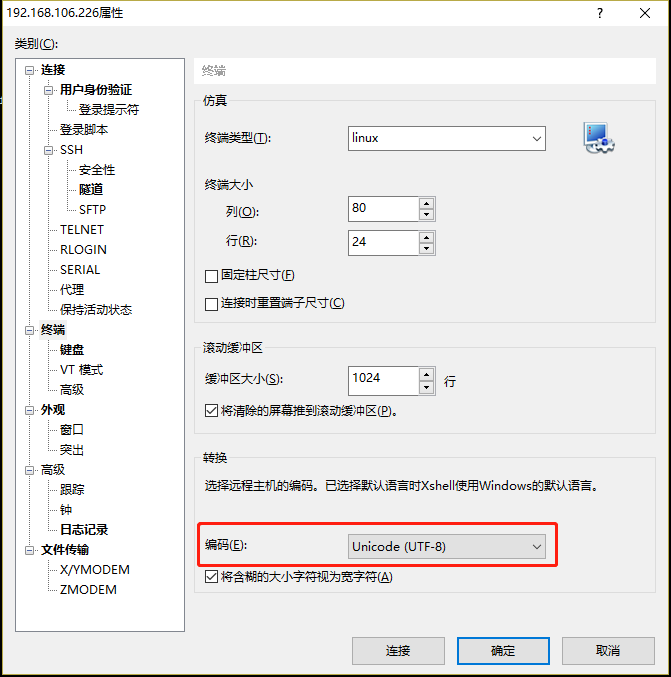 192.168.106.226属性
?
类别(C):
连接
用户身份验证
登录提示符
登录脚本
SSH
安全性
隧道
SFTP
TELNET
RLOGIN
SERIAL
代理
保持活动状态
终端
键盘
VT 模式
高级
外观
窗口
突出
高级
跟踪
钟
日志记录
文件传输
X/YMODEM
ZMODEM
终端
仿真
终端类型(T): linux
终端大小
列(O): 80
行(R): 24
固定柱尺寸(F)
连接时重置端子尺寸(C)
滚动缓冲区
缓冲区大小(S): 1024 行
将清除的屏幕推到滚动缓冲区(P)。
转换
选择远程主机的编码。已选择默认语言时Xshell使用Windows的默认语言。
编码(E): Unicode (UTF-8)
将含糊的大小字符视为宽字符(A)
连接 确定 取消